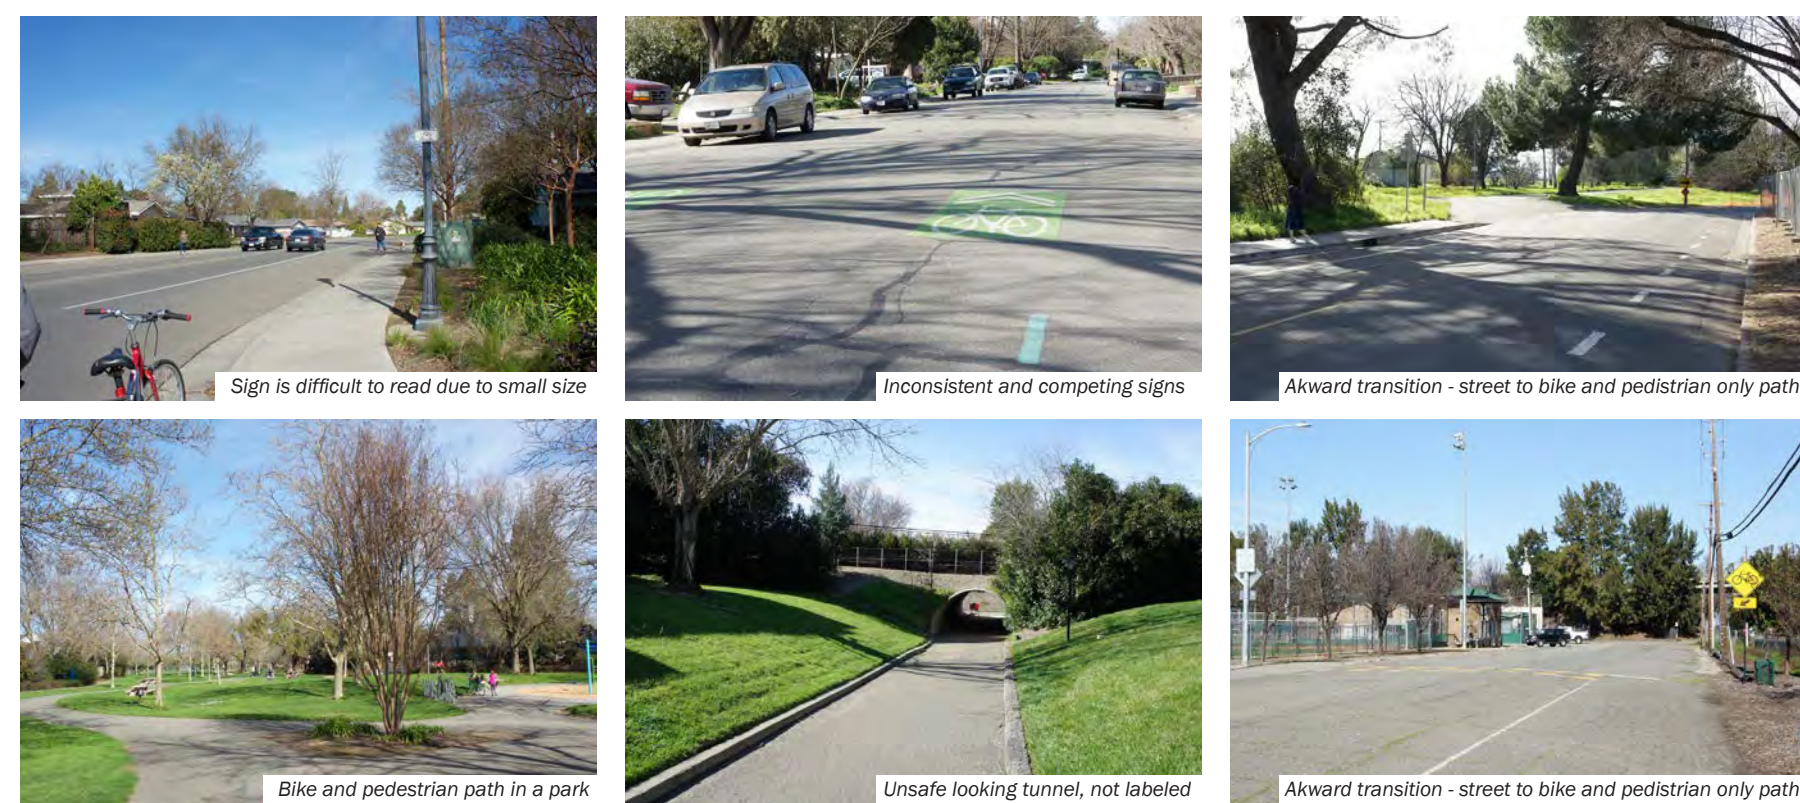 Sign is difficult to read due to small size
Inconsistent and competing signs
Akward transition - street to bike and pedistrian only path
Bike and pedestrian path in a park
Unsafe looking tunnel, not labeled
Akward transition - street to bike and pedistrian only path